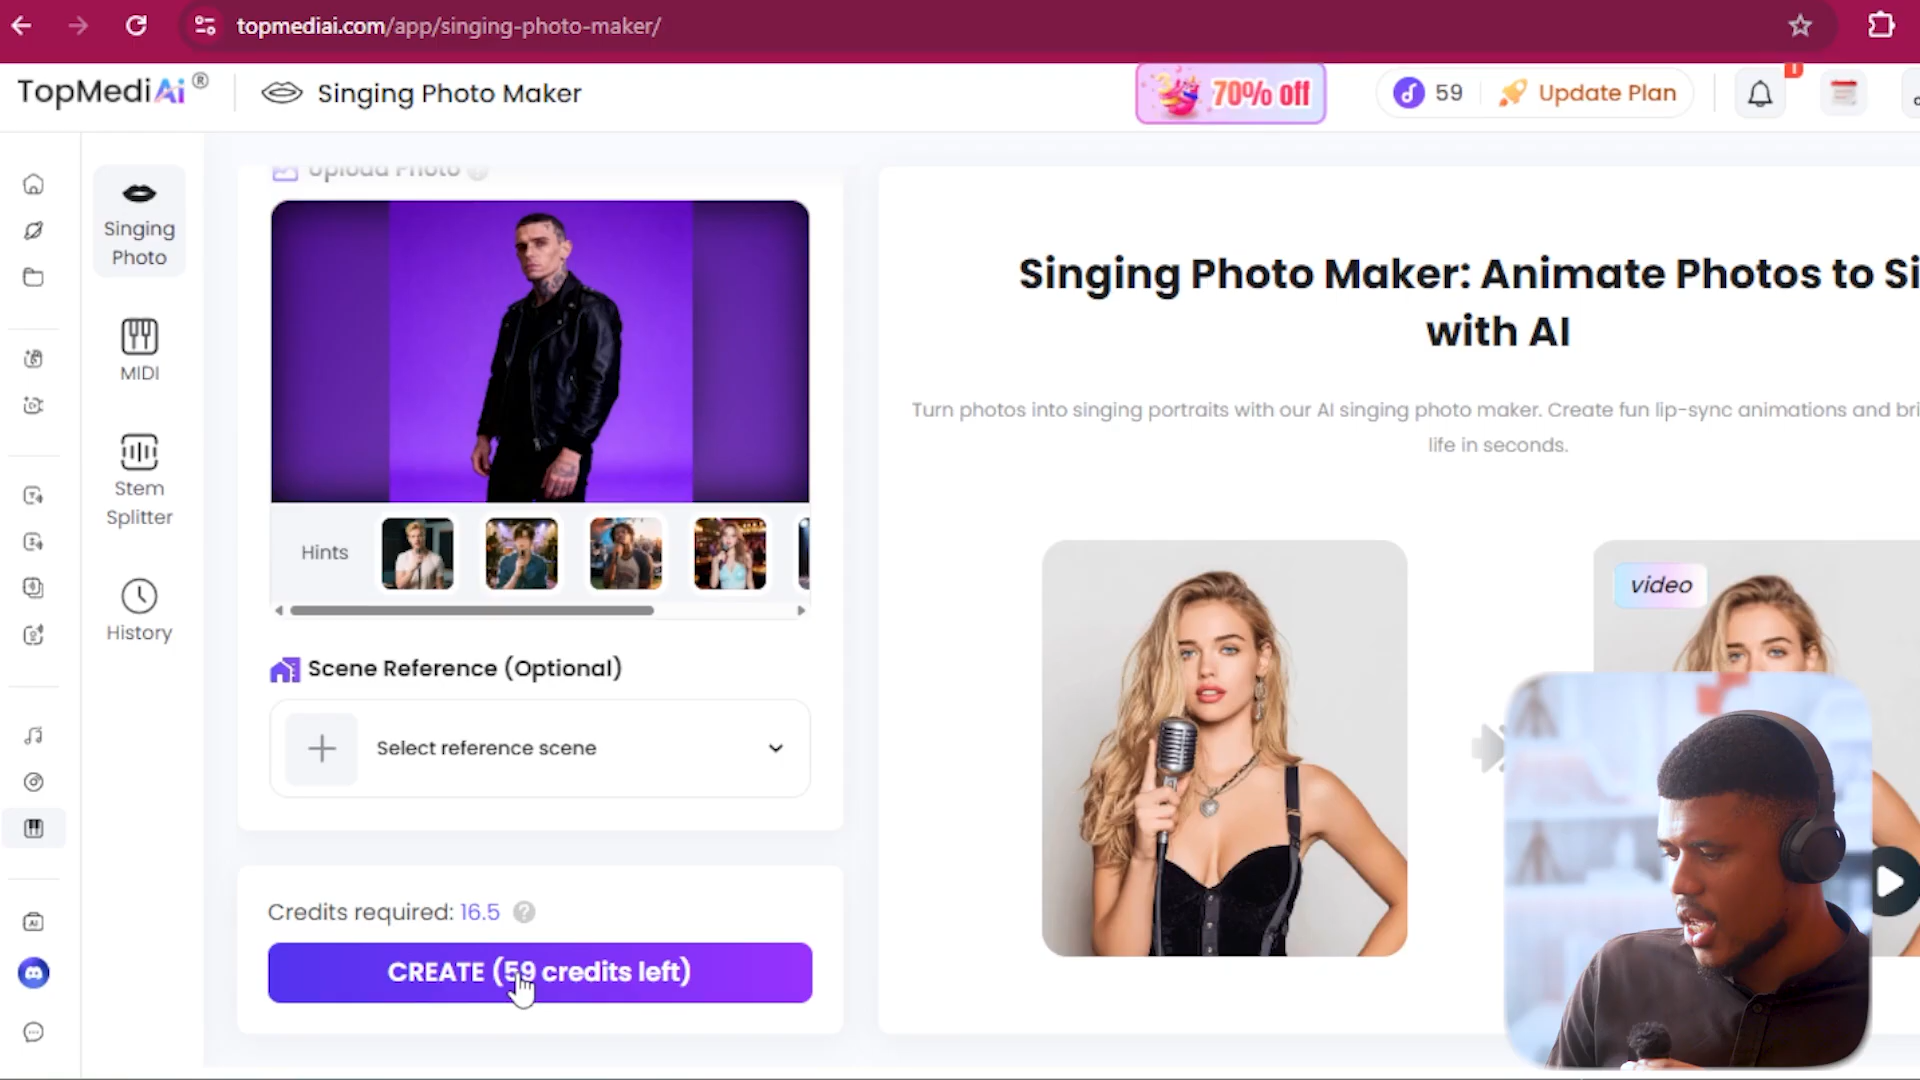 topmediai.com/app/singing-photo-maker/
TopMediAi ®
Singing Photo Maker
70% off
59
Update Plan
1
Upload Photo
Singing
Photo
MIDI
Stem
Splitter
History
Hints
Scene Reference (Optional)
Select reference scene
Credits required: 16.5 ?
CREATE (59 credits left)
Singing Photo Maker: Animate Photos to Si
with AI
Turn photos into singing portraits with our AI singing photo maker. Create fun lip-sync animations and bri
life in seconds.
video